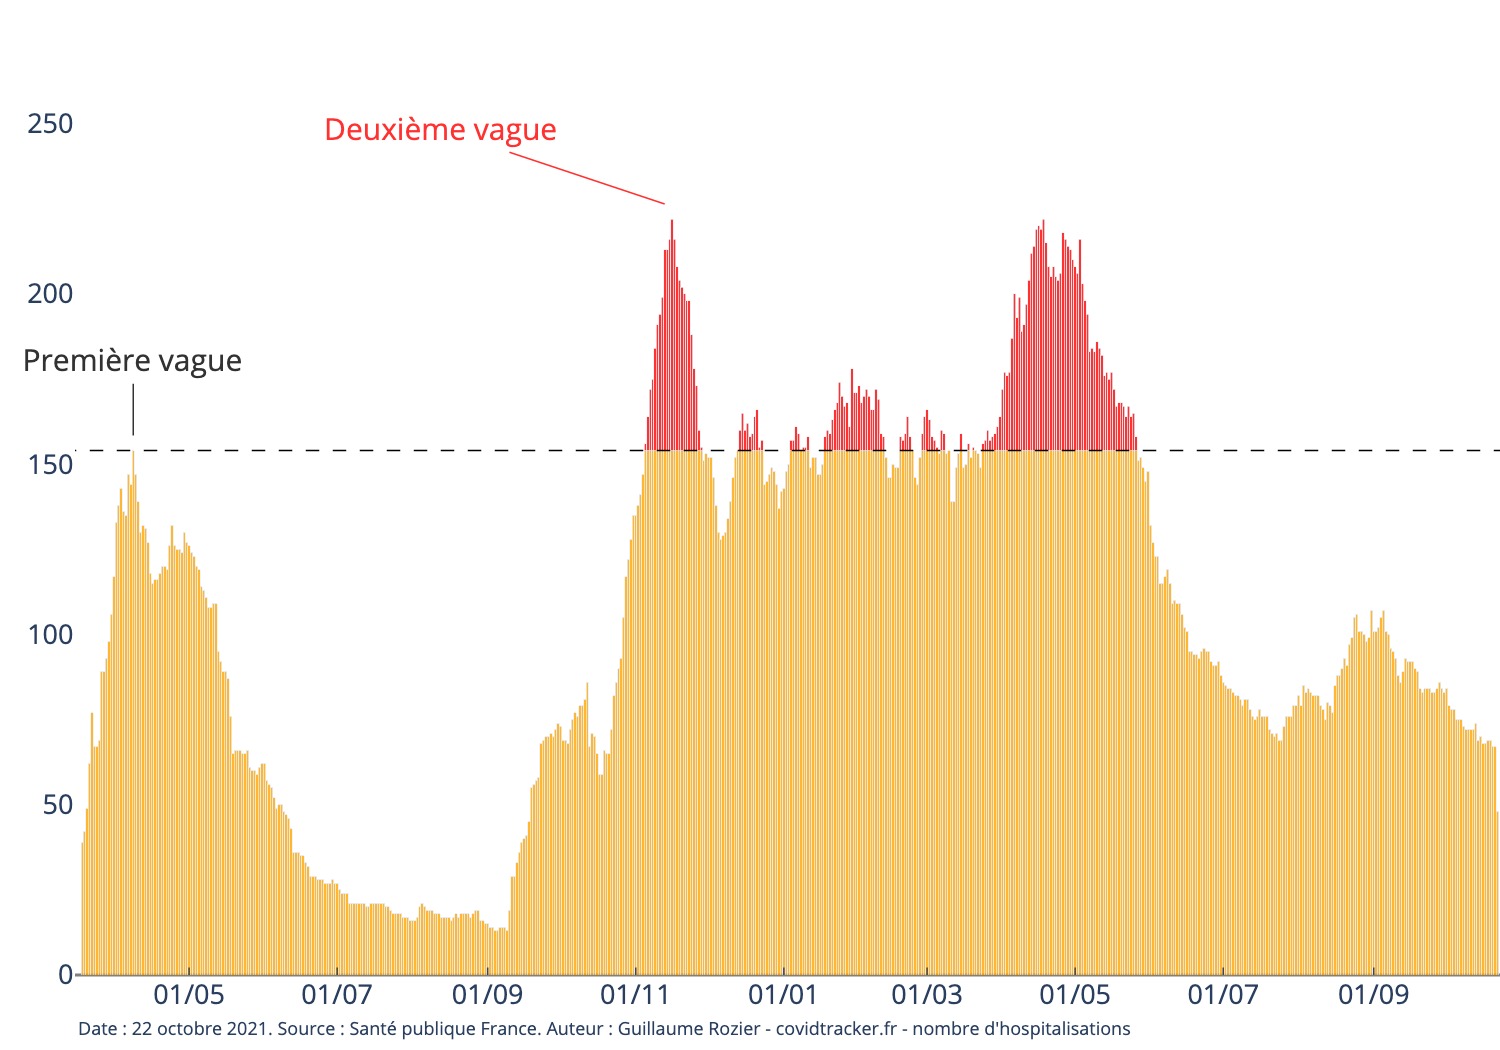 250
Deuxième vague
200
Première vague
150
100
50
0
01/05 01/07 01/09 01/11 01/01 01/03 01/05 01/07 01/09
Date : 22 octobre 2021. Source : Santé publique France. Auteur : Guillaume Rozier - covidtracker.fr - nombre d'hospitalisations